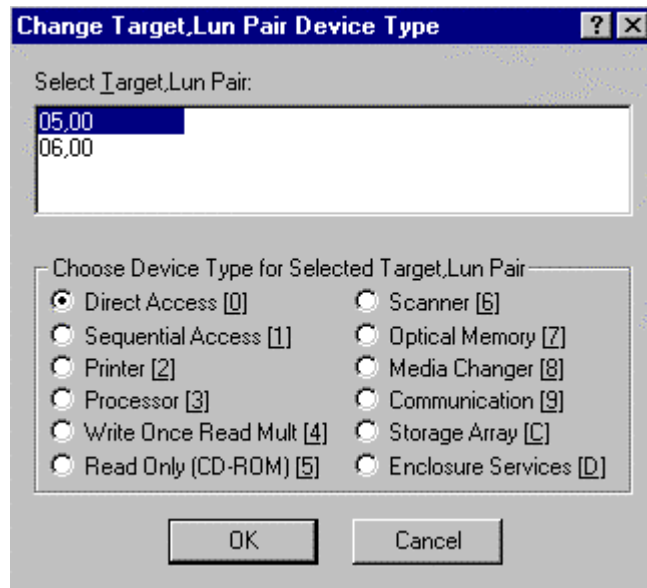 Change Target,Lun Pair Device Type
Select Target,Lun Pair:
05,00
06,00
Choose Device Type for Selected Target,Lun Pair
Direct Access [0]
Sequential Access [1]
Printer [2]
Processor [3]
Write Once Read Mult [4]
Read Only (CD-ROM) [5]
Scanner [6]
Optical Memory [7]
Media Changer [8]
Communication [9]
Storage Array [C]
Enclosure Services [D]
OK
Cancel